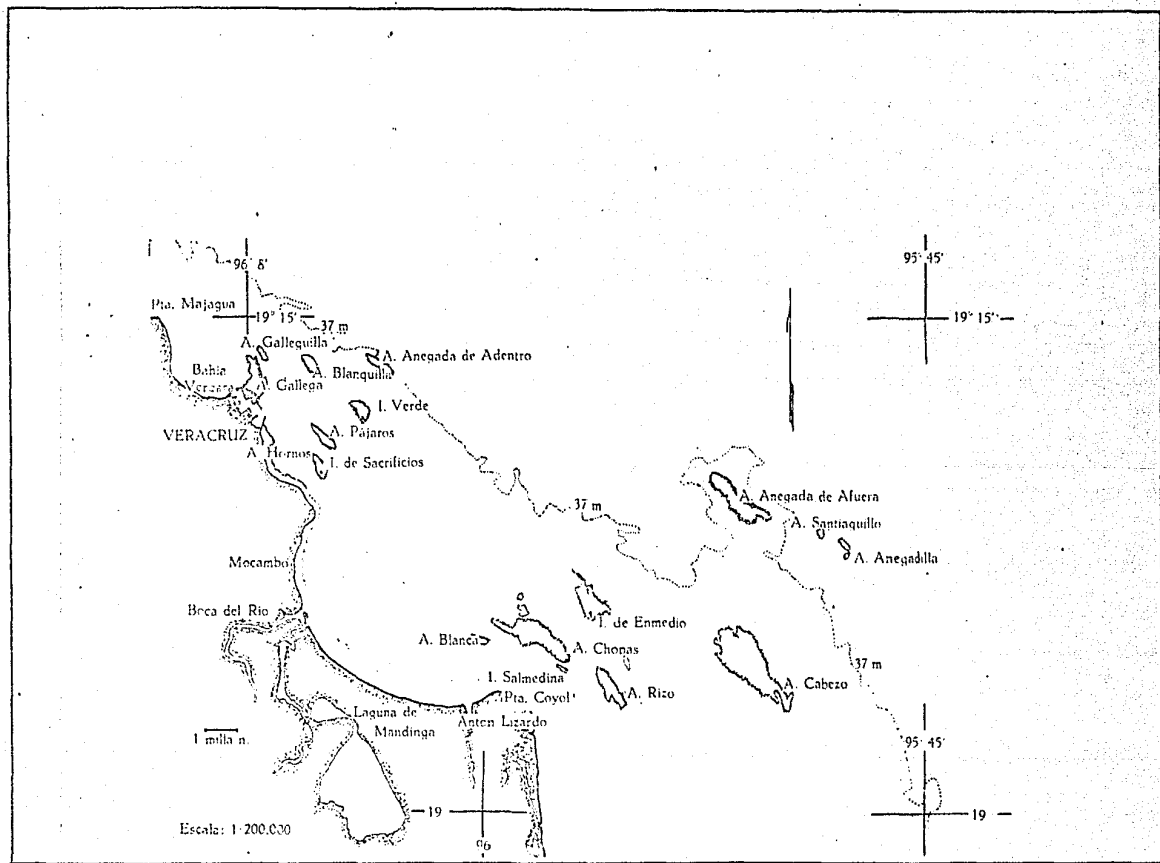 96° 8'
95° 45'
Pta. Majagua
19° 15'
37 m
19° 15'
A. Galleguilla
A. Anegada de Adentro
Bahia
Vergara
A. Blanquilla
Gallega
I. Verde
VERACRUZ
A. Pájaros
A. Hornos
I. de Sacrificios
A. Anegada de Afuera
37 m
A. Santiaquillo
A. Anegadilla
Mocambo
Boca del Rio
I. de Enmedio
A. Blanca
A. Chopas
37 m
I. Salmedina
A. Cabezo
Pta. Coyol
A. Rizo
Laguna de
Mandinga
Anton Lizardo
1 milla n.
95° 45'
19
19
Escala: 1:200.000
96